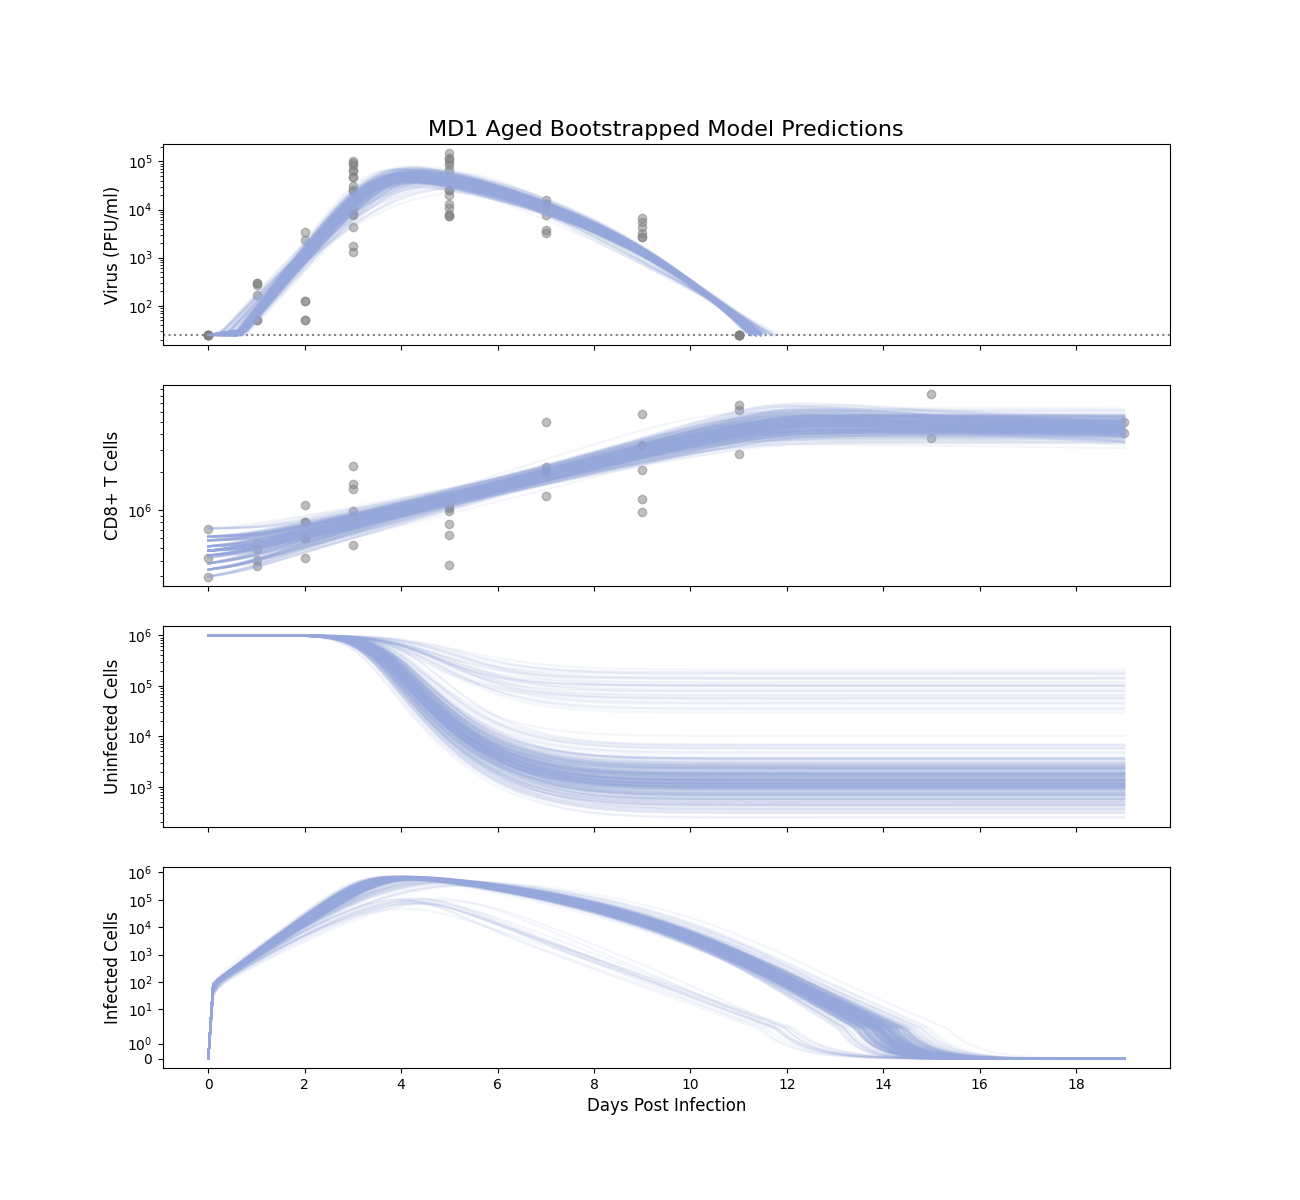 MD1 Aged Bootstrapped Model Predictions
Virus (PFU/ml)
10^5
10^4
10^3
10^2
CD8+ T Cells
10^6
Uninfected Cells
10^6
10^5
10^4
10^3
Infected Cells
10^6
10^5
10^4
10^3
10^2
10^1
10^0
0
0 2 4 6 8 10 12 14 16 18
Days Post Infection